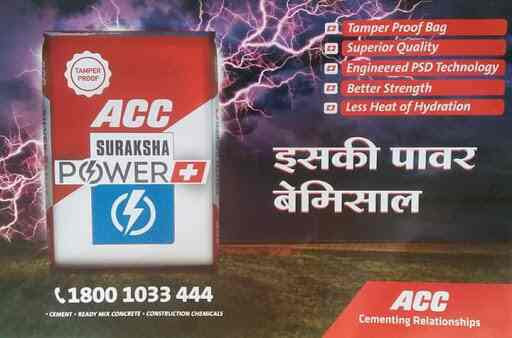 TAMPER
PROOF
ACC
SURAKSHA
POWER+
1800 1033 444
• CEMENT • READY MIX CONCRETE • CONSTRUCTION CHEMICALS
Tamper Proof Bag
Superior Quality
Engineered PSD Technology
Better Strength
Less Heat of Hydration
इसकी पावर
बेमिसाल
ACC
Cementing Relationships